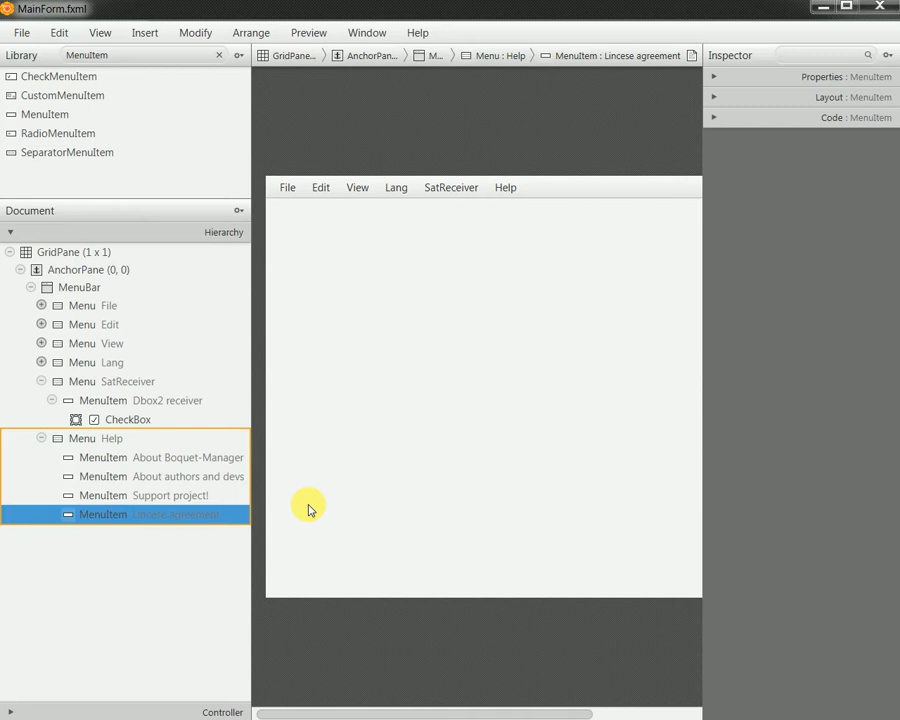 MainForm.fxml
File Edit View Insert Modify Arrange Preview Window Help
Library MenuItem
GridPane... AnchorPan... M... Menu : Help MenuItem : Lincese agreement
Inspector
CheckMenuItem
CustomMenuItem
MenuItem
RadioMenuItem
SeparatorMenuItem
Properties : MenuItem
Layout : MenuItem
Code : MenuItem
File Edit View Lang SatReceiver Help
Document
Hierarchy
GridPane (1 x 1)
AnchorPane (0, 0)
MenuBar
Menu File
Menu Edit
Menu View
Menu Lang
Menu SatReceiver
MenuItem Dbox2 receiver
CheckBox
Menu Help
MenuItem About Boquet-Manager
MenuItem About authors and devs
MenuItem Support project!
MenuItem Lincese agreement
Controller